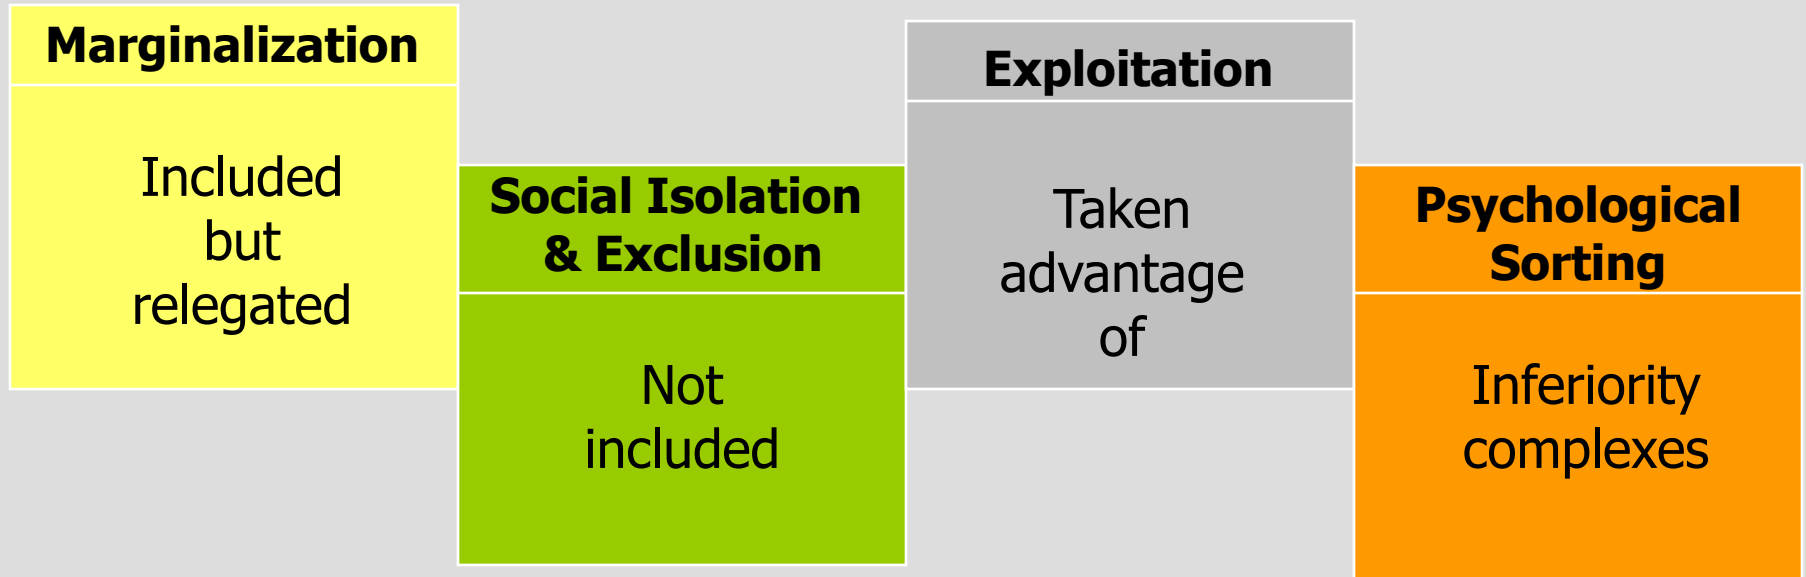 Marginalization
Included
but
relegated
Social Isolation
& Exclusion
Not
included
Exploitation
Taken
advantage
of
Psychological
Sorting
Inferiority
complexes